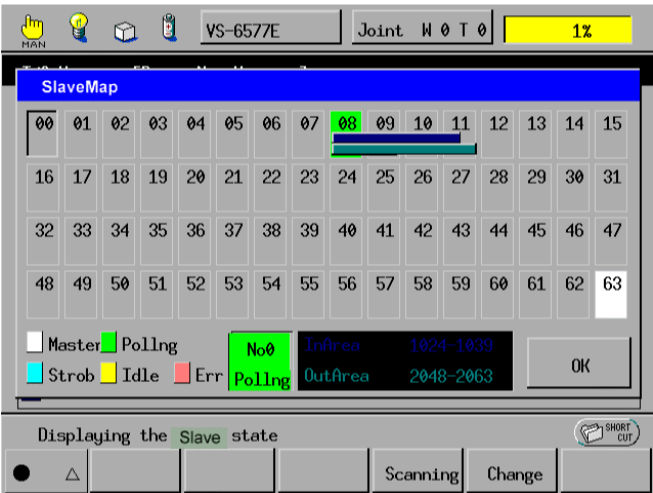 MAN
VS-6577E
Joint W 0 T 0
1%
SlaveMap
00 01 02 03 04 05 06 07 08 09 10 11 12 13 14 15
16 17 18 19 20 21 22 23 24 25 26 27 28 29 30 31
32 33 34 35 36 37 38 39 40 41 42 43 44 45 46 47
48 49 50 51 52 53 54 55 56 57 58 59 60 61 62 63
Master Pollng
Strob Idle Err
No0
Pollng
InArea 1024-1039
OutArea 2048-2063
OK
Displaying the Slave state
SHORT
CUT
Scanning Change